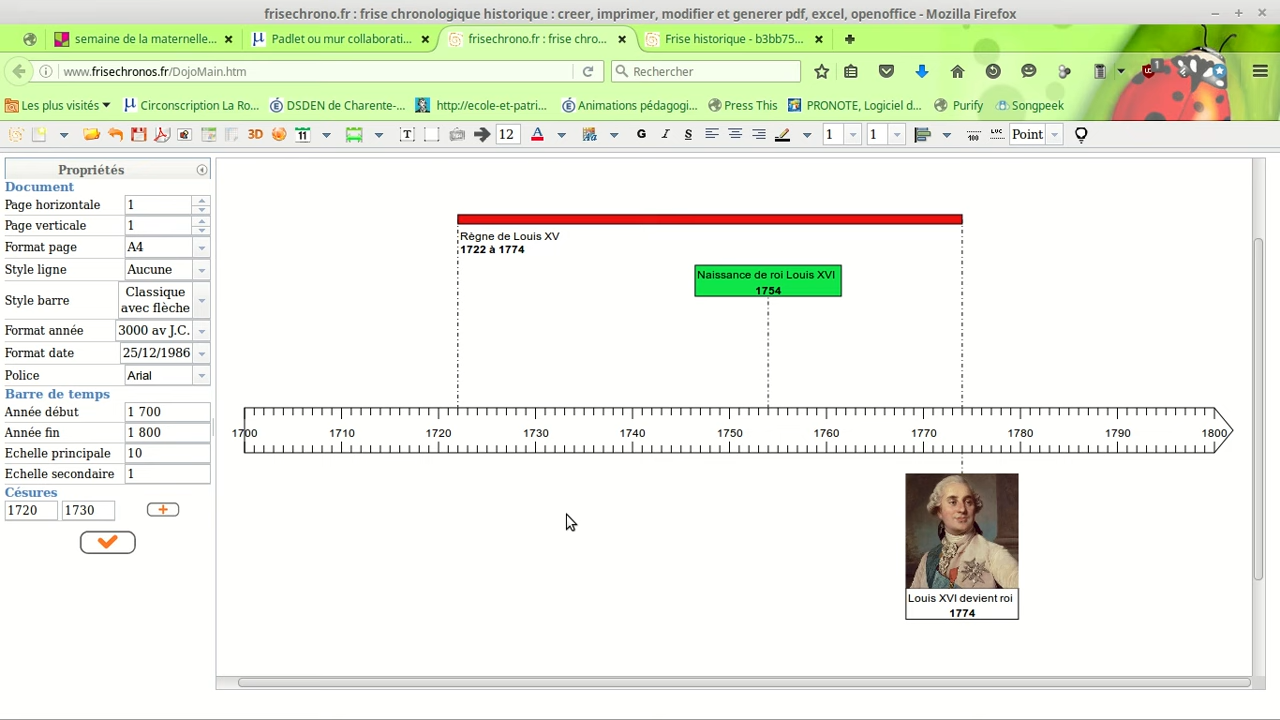 frisechrono.fr : frise chronologique historique : creer, imprimer, modifier et generer pdf, excel, openoffice - Mozilla Firefox
semaine de la maternelle... Padlet ou mur collaborati... frisechrono.fr : frise chro... Frise historique - b3bb75...
www.frisechronos.fr/DojoMain.htm Rechercher
Les plus visités Circonscription La Ro... DSDEN de Charente-... http://ecole-et-patri... Animations pédagogi... Press This PRONOTE, Logiciel d... Purify Songpeek
3D 11 T 12 A G I S 1 1 100 LUC Point
Propriétés
Document
Page horizontale 1
Page verticale 1
Format page A4
Style ligne Aucune
Style barre Classique avec flèche
Format année 3000 av J.C.
Format date 25/12/1986
Police Arial
Barre de temps
Année début 1 700
Année fin 1 800
Echelle principale 10
Echelle secondaire 1
Césures
1720 1730
Règne de Louis XV
1722 à 1774
Naissance de roi Louis XVI
1754
1700 1710 1720 1730 1740 1750 1760 1770 1780 1790 1800
Louis XVI devient roi
1774